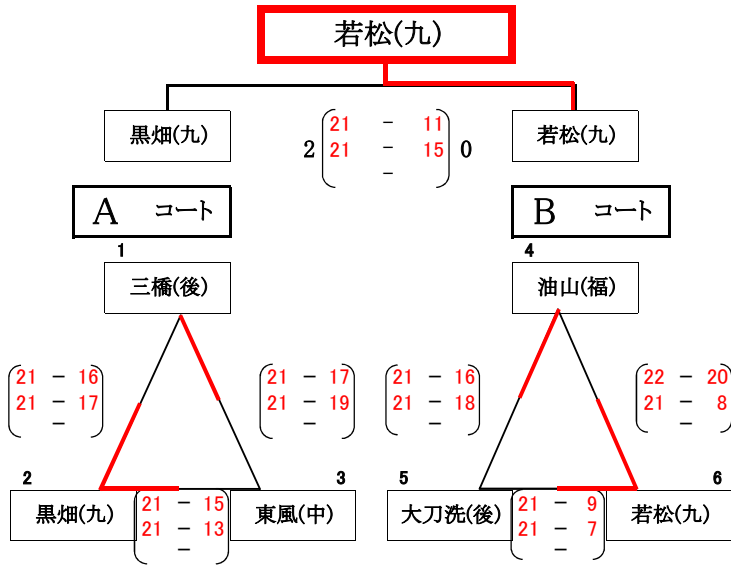 若松(九)
黒畑(九)
2 21 - 11 0
21 - 15
-
若松(九)
A コート
B コート
1
三橋(後)
4
油山(福)
21 - 16
21 - 17
-
21 - 17
21 - 19
-
21 - 16
21 - 18
-
22 - 20
21 - 8
-
2
黒畑(九)
21 - 15
21 - 13
-
3
東風(中)
5
大刀洗(後)
21 - 9
21 - 7
-
6
若松(九)